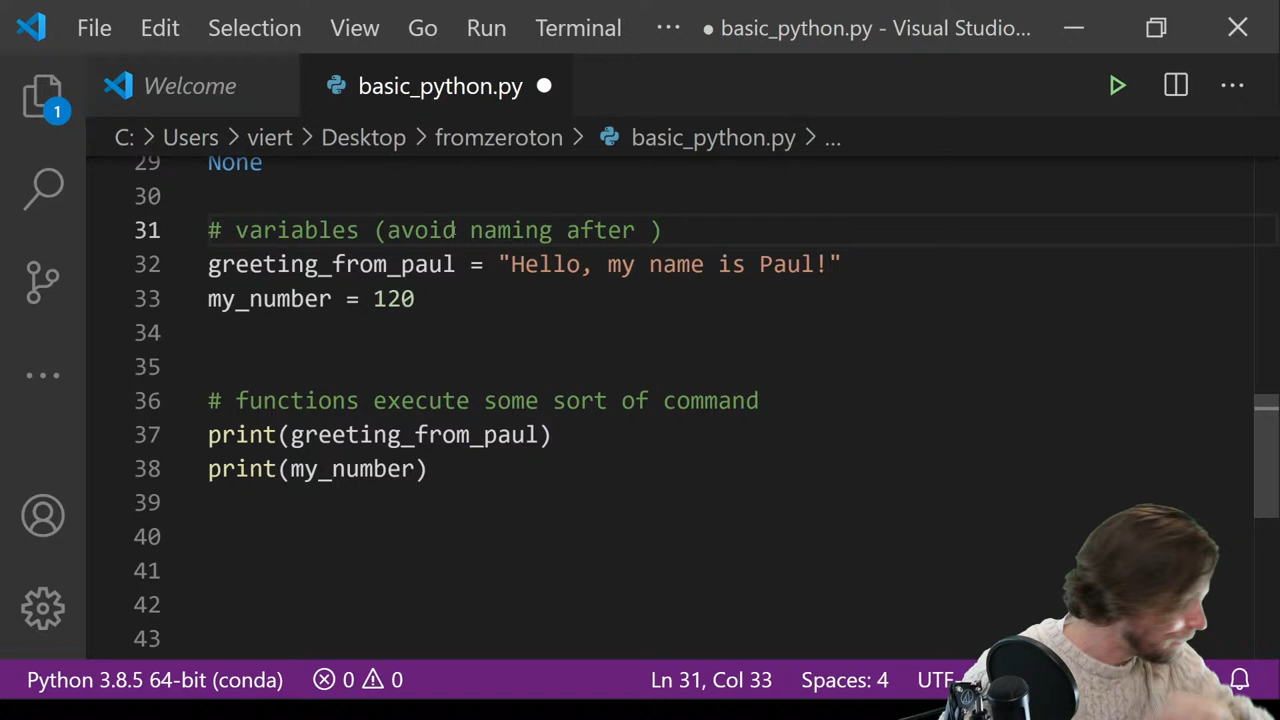 File Edit Selection View Go Run Terminal ··· ● basic_python.py - Visual Studio...
Welcome basic_python.py ●
1
C: > Users > viert > Desktop > fromzeroton > basic_python.py > ...
29 None
30
31 # variables (avoid naming after )
32 greeting_from_paul = "Hello, my name is Paul!"
33 my_number = 120
34
35
36 # functions execute some sort of command
37 print(greeting_from_paul)
38 print(my_number)
39
40
41
42
43
Python 3.8.5 64-bit (conda) 0 0 Ln 31, Col 33 Spaces: 4 UTF-